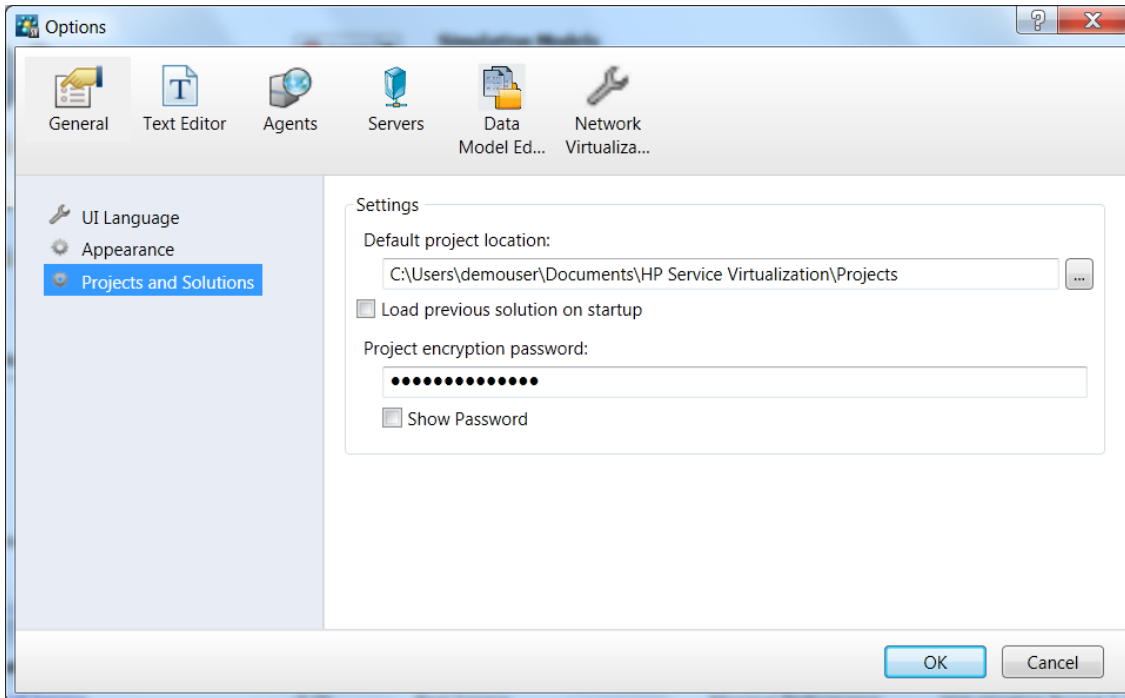 Options
General
Text Editor
Agents
Servers
Data
Model Ed...
Network
Virtualiza...
UI Language
Appearance
Projects and Solutions
Settings
Default project location:
C:\Users\demouser\Documents\HP Service Virtualization\Projects
...
Load previous solution on startup
Project encryption password:
●●●●●●●●●●●●●●
Show Password
OK
Cancel